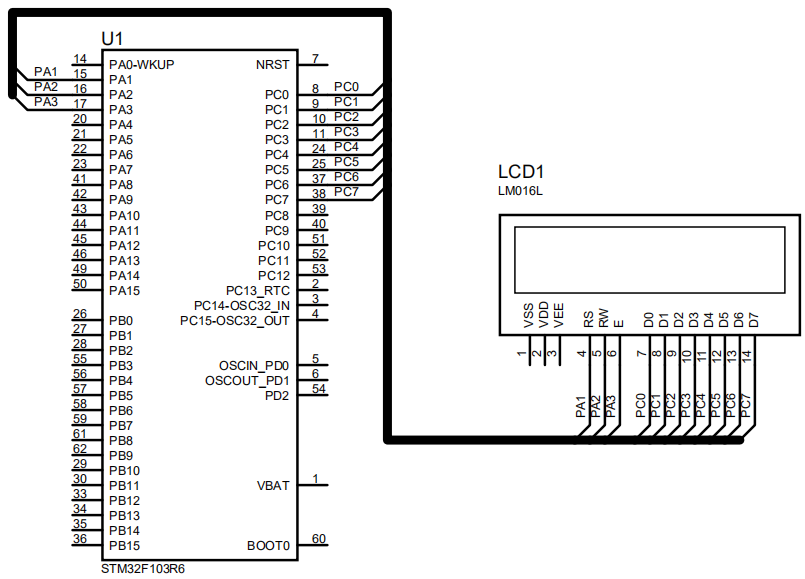 U1
14 PA0-WKUP NRST 7
PA1 15 PA1
PA2 16 PA2 PC0 8 PC0
PA3 17 PA3 PC1 9 PC1
20 PA4 PC2 10 PC2
21 PA5 PC3 11 PC3
22 PA6 PC4 24 PC4
23 PA7 PC5 25 PC5
41 PA8 PC6 37 PC6
42 PA9 PC7 38 PC7
43 PA10 PC8 39
44 PA11 PC9 40
45 PA12 PC10 51
46 PA13 PC11 52
49 PA14 PC12 53
50 PA15 PC13_RTC 2
PC14-OSC32_IN 3
26 PB0 PC15-OSC32_OUT 4
27 PB1
28 PB2
55 PB3 OSCIN_PD0 5
56 PB4 OSCOUT_PD1 6
57 PB5 PD2 54
58 PB6
59 PB7
61 PB8
62 PB9
29 PB10
30 PB11 VBAT 1
33 PB12
34 PB13
35 PB14
36 PB15 BOOT0 60
STM32F103R6
LCD1
LM016L
VSS VDD VEE RS RW E D0 D1 D2 D3 D4 D5 D6 D7
1 2 3 4 5 6 7 8 9 10 11 12 13 14
PA1 PA2 PA3 PC0 PC1 PC2 PC3 PC4 PC5 PC6 PC7